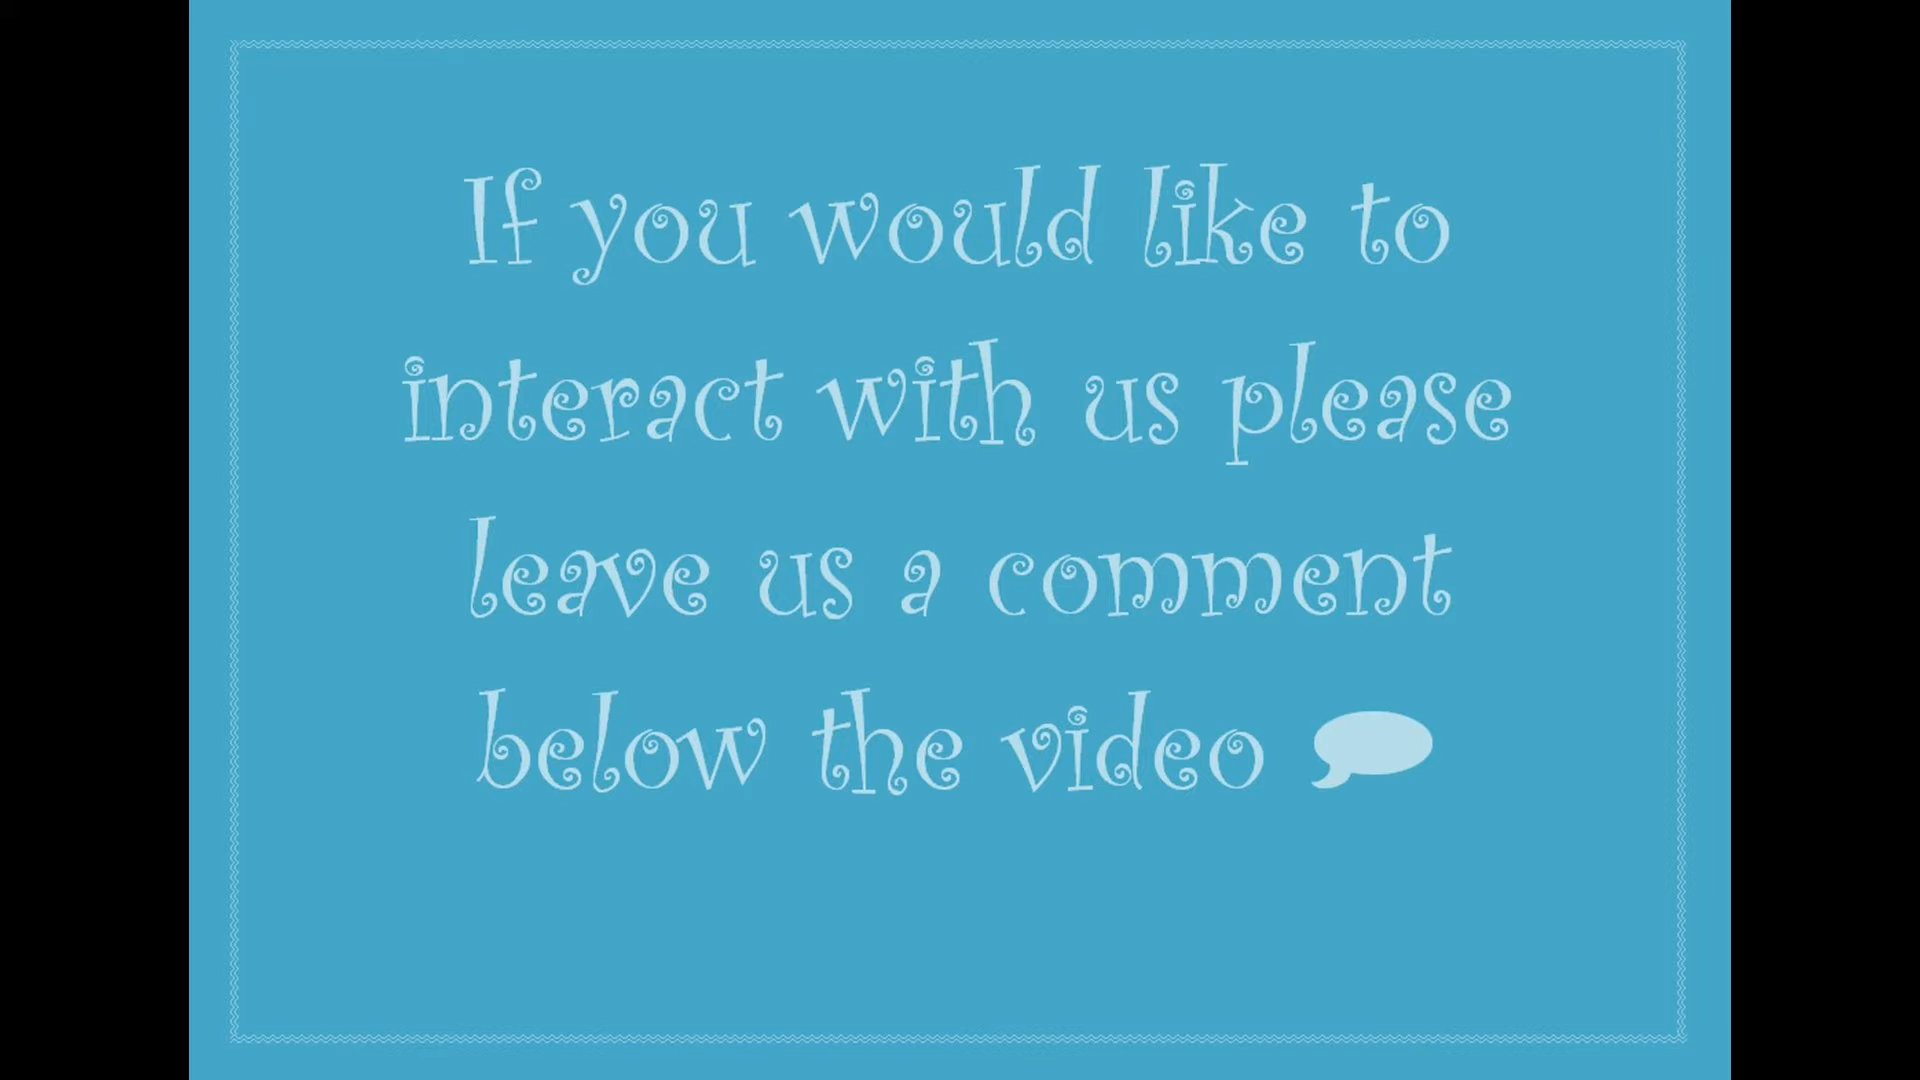 If you would like to
interact with us please
leave us a comment
below the video